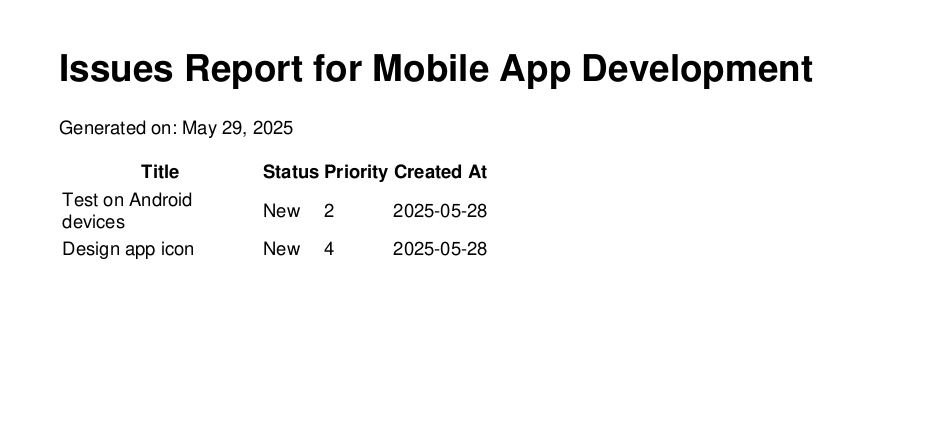 Issues Report for Mobile App Development
Generated on: May 29, 2025
Title Status Priority Created At
Test on Android
devices New 2 2025-05-28
Design app icon New 4 2025-05-28